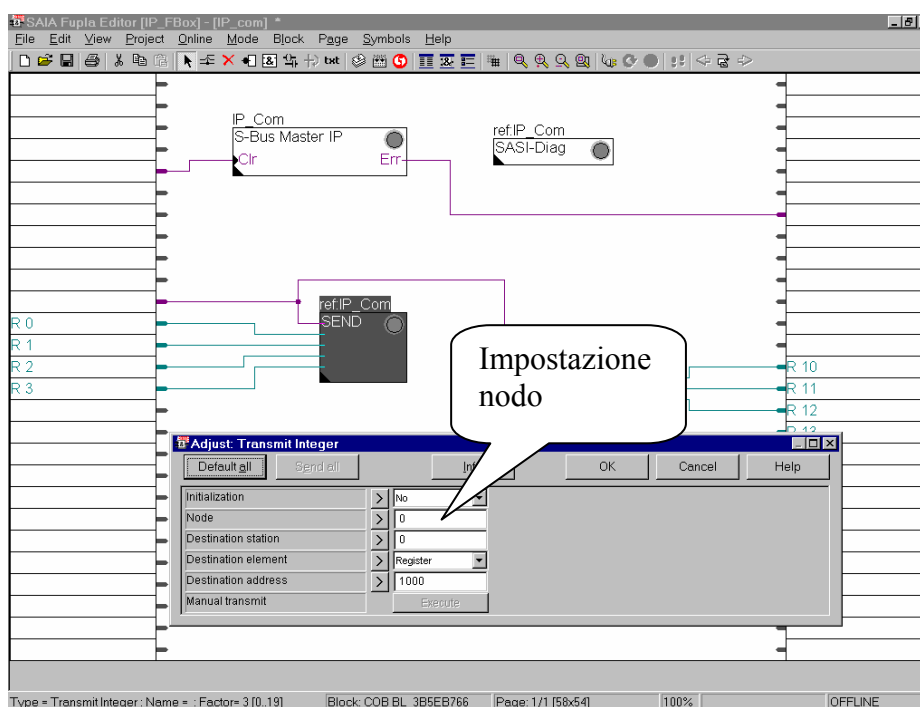 SAIA Fupla Editor [IP_FBox] - [IP_com] *
File Edit View Project Online Mode Block Page Symbols Help
txt
IP_Com
S-Bus Master IP
Clr Err
ref:IP_Com
SASI-Diag
ref:IP_Com
SEND
R 0
R 1
R 2
R 3
Impostazione
nodo
R 10
R 11
R 12
Adjust: Transmit Integer
Default all Send all OK Cancel Help
Initialization > No
Node > 0
Destination station > 0
Destination element > Register
Destination address > 1000
Manual transmit Execute
Type = Transmit Integer : Name = : Factor= 3 [0..19] Block: COB BL_3B5EB766 Page: 1/1 [58x54] 100% OFFLINE